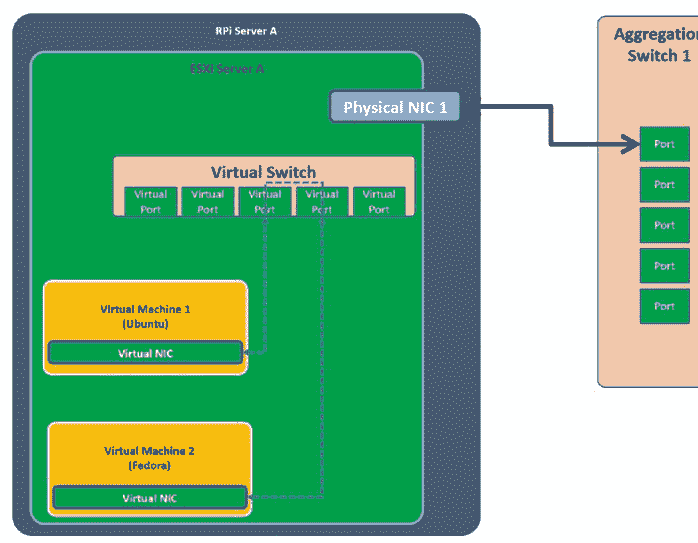 RPi Server A
ESXi Server A
Aggregation
Switch 1
Physical NIC 1
Port
Port
Port
Port
Port
Virtual Switch
Virtual Port
Virtual Port
Virtual Port
Virtual Port
Virtual Port
Virtual Machine 1
(Ubuntu)
Virtual NIC
Virtual Machine 2
(Fedora)
Virtual NIC